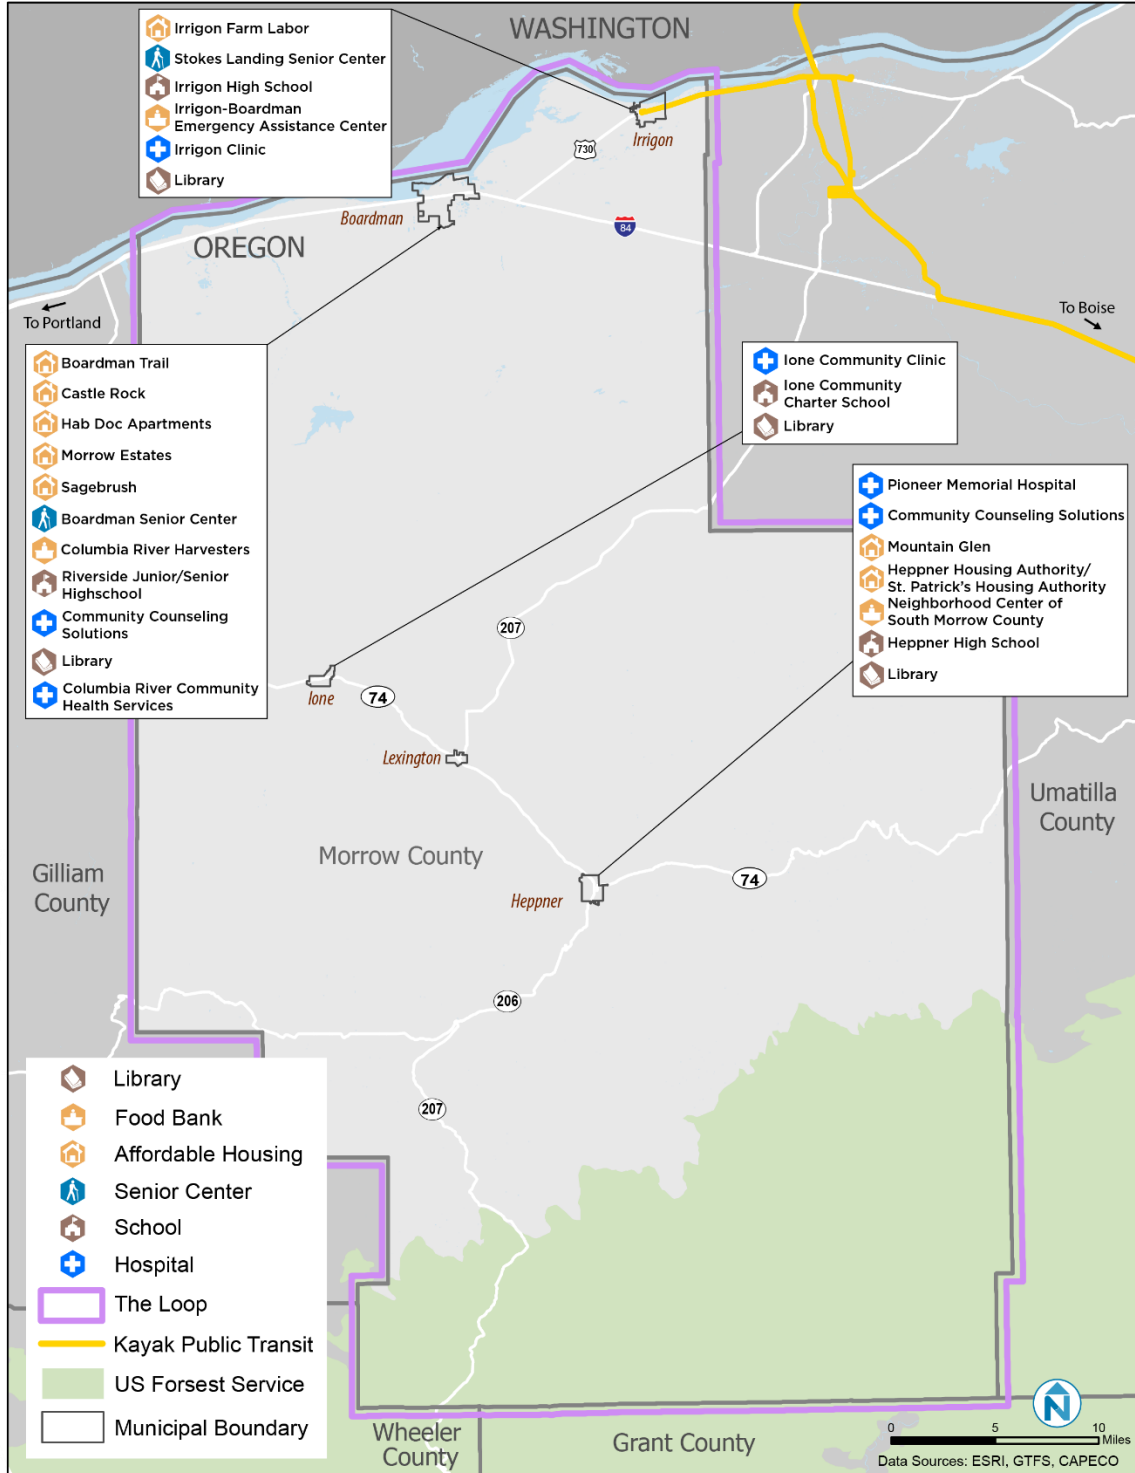 WASHINGTON
Irrigon Farm Labor
Stokes Landing Senior Center
Irrigon High School
Irrigon-Boardman
Emergency Assistance Center
Irrigon Clinic
Library
Irrigon
730
Boardman
84
OREGON
To Portland
To Boise
Boardman Trail
Castle Rock
Hab Doc Apartments
Morrow Estates
Sagebrush
Boardman Senior Center
Columbia River Harvesters
Riverside Junior/Senior
Highschool
Community Counseling
Solutions
Library
Columbia River Community
Health Services
Ione Community Clinic
Ione Community
Charter School
Library
Pioneer Memorial Hospital
Community Counseling Solutions
Mountain Glen
Heppner Housing Authority/
St. Patrick's Housing Authority
Neighborhood Center of
South Morrow County
Heppner High School
Library
207
Ione
74
Lexington
Umatilla
County
Morrow County
Gilliam
County
74
Heppner
206
207
Library
Food Bank
Affordable Housing
Senior Center
School
Hospital
The Loop
Kayak Public Transit
US Forsest Service
Municipal Boundary
Wheeler
County
Grant County
N
0 5 10
Miles
Data Sources: ESRI, GTFS, CAPECO